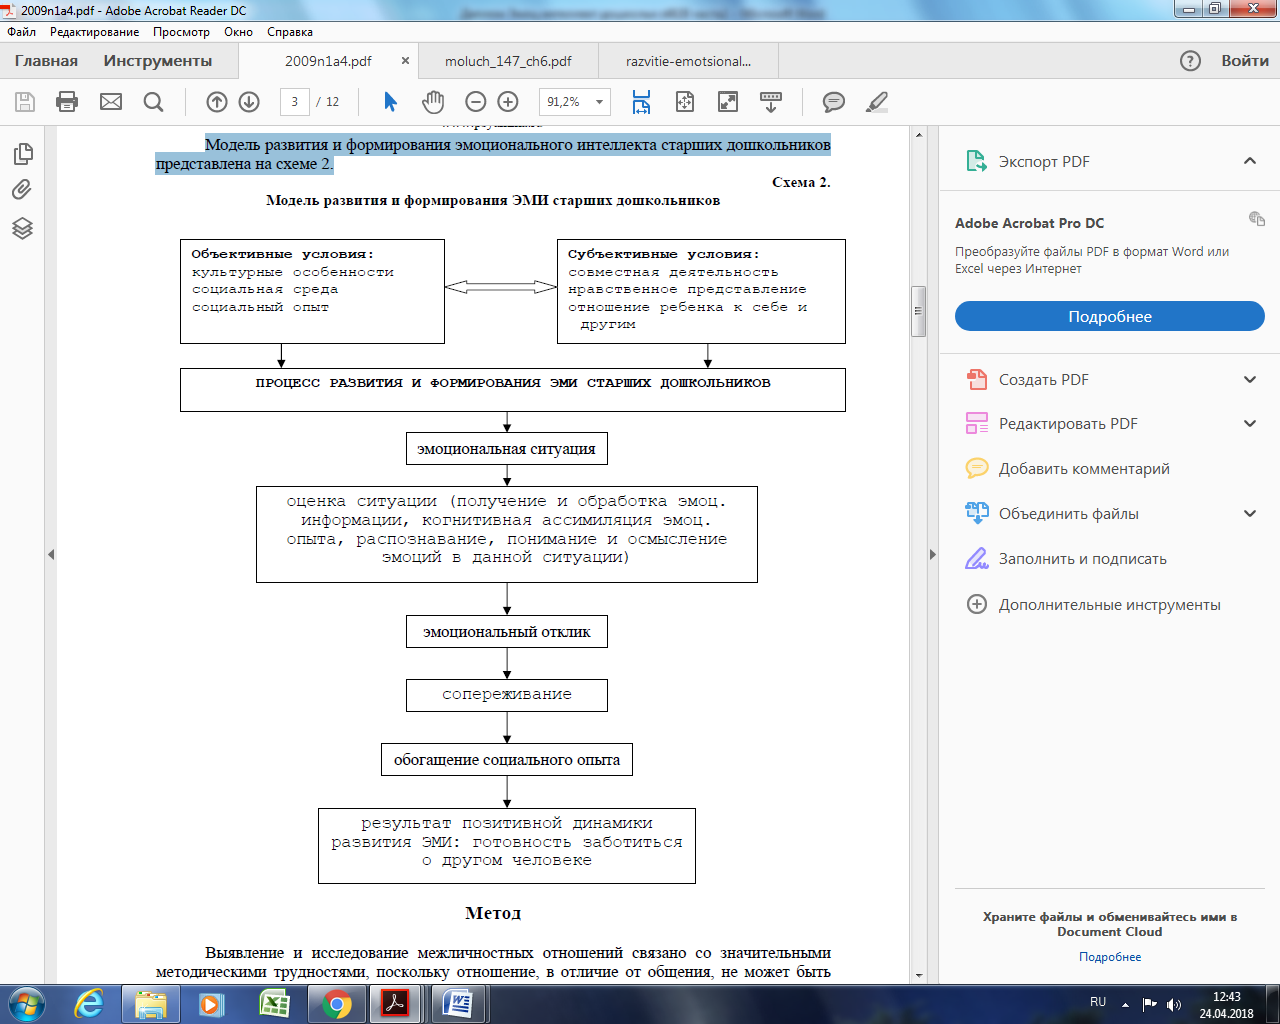 2009n1a4.pdf - Adobe Acrobat Reader DC
Файл Редактирование Просмотр Окно Справка
Главная Инструменты 2009n1a4.pdf × moluch_147_ch6.pdf razvitie-emotsional... Войти
3 / 12 91,2%
Модель развития и формирования эмоционального интеллекта старших дошкольников
представлена на схеме 2.
Схема 2.
Модель развития и формирования ЭМИ старших дошкольников
Объективные условия:
культурные особенности
социальная среда
социальный опыт
Субъективные условия:
совместная деятельность
нравственное представление
отношение ребенка к себе и
другим
ПРОЦЕСС РАЗВИТИЯ И ФОРМИРОВАНИЯ ЭМИ СТАРШИХ ДОШКОЛЬНИКОВ
эмоциональная ситуация
оценка ситуации (получение и обработка эмоц.
информации, когнитивная ассимиляция эмоц.
опыта, распознавание, понимание и осмысление
эмоций в данной ситуации)
эмоциональный отклик
сопереживание
обогащение социального опыта
результат позитивной динамики
развития ЭМИ: готовность заботиться
о другом человеке
Метод
Выявление и исследование межличностных отношений связано со значительными
методическими трудностями, поскольку отношение, в отличие от общения, не может быть
Экспорт PDF
Adobe Acrobat Pro DC
Преобразуйте файлы PDF в формат Word или
Excel через Интернет
Подробнее
Создать PDF
Редактировать PDF
Добавить комментарий
Объединить файлы
Заполнить и подписать
Дополнительные инструменты
Храните файлы и обменивайтесь ими в
Document Cloud
Подробнее
RU
12:43
24.04.2018